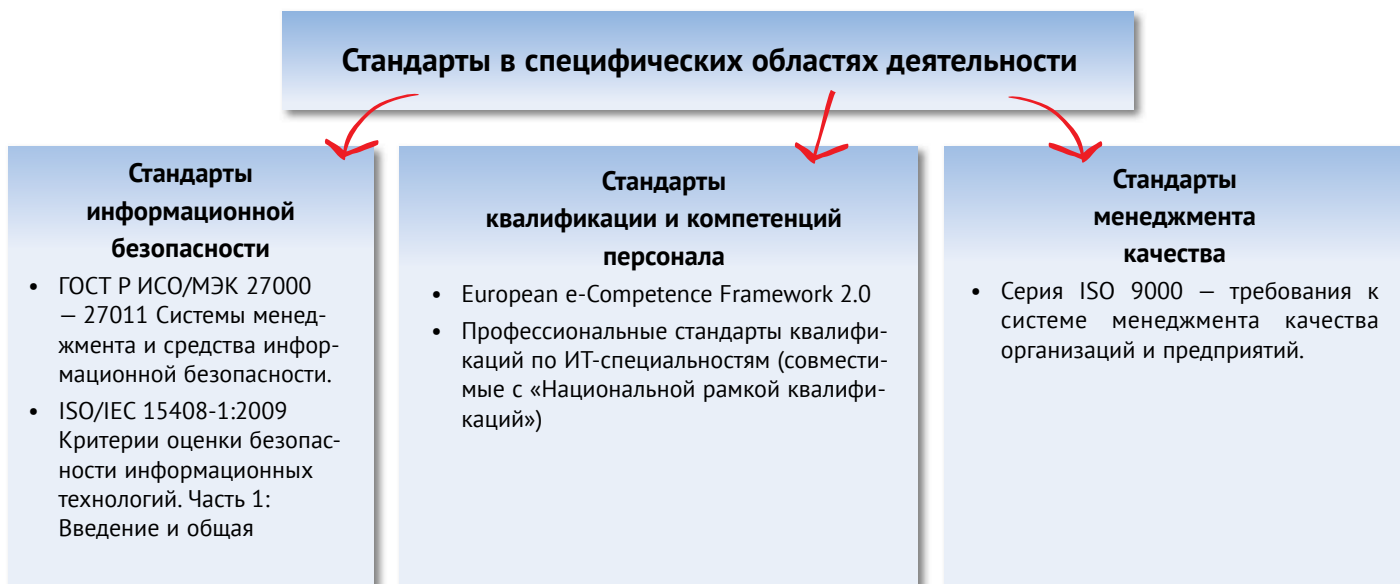 Стандарты в специфических областях деятельности
Стандарты
информационной
безопасности
• ГОСТ Р ИСО/МЭК 27000
— 27011 Системы менед-
жмента и средства инфор-
мационной безопасности.
• ISO/IEC 15408-1:2009
Критерии оценки безопас-
ности информационных
технологий. Часть 1:
Введение и общая
Стандарты
квалификации и компетенций
персонала
• European e-Competence Framework 2.0
• Профессиональные стандарты квалифи-
каций по ИТ-специальностям (совмести-
мые с «Национальной рамкой квалифи-
каций»)
Стандарты
менеджмента
качества
• Серия ISO 9000 — требования к
системе менеджмента качества
организаций и предприятий.